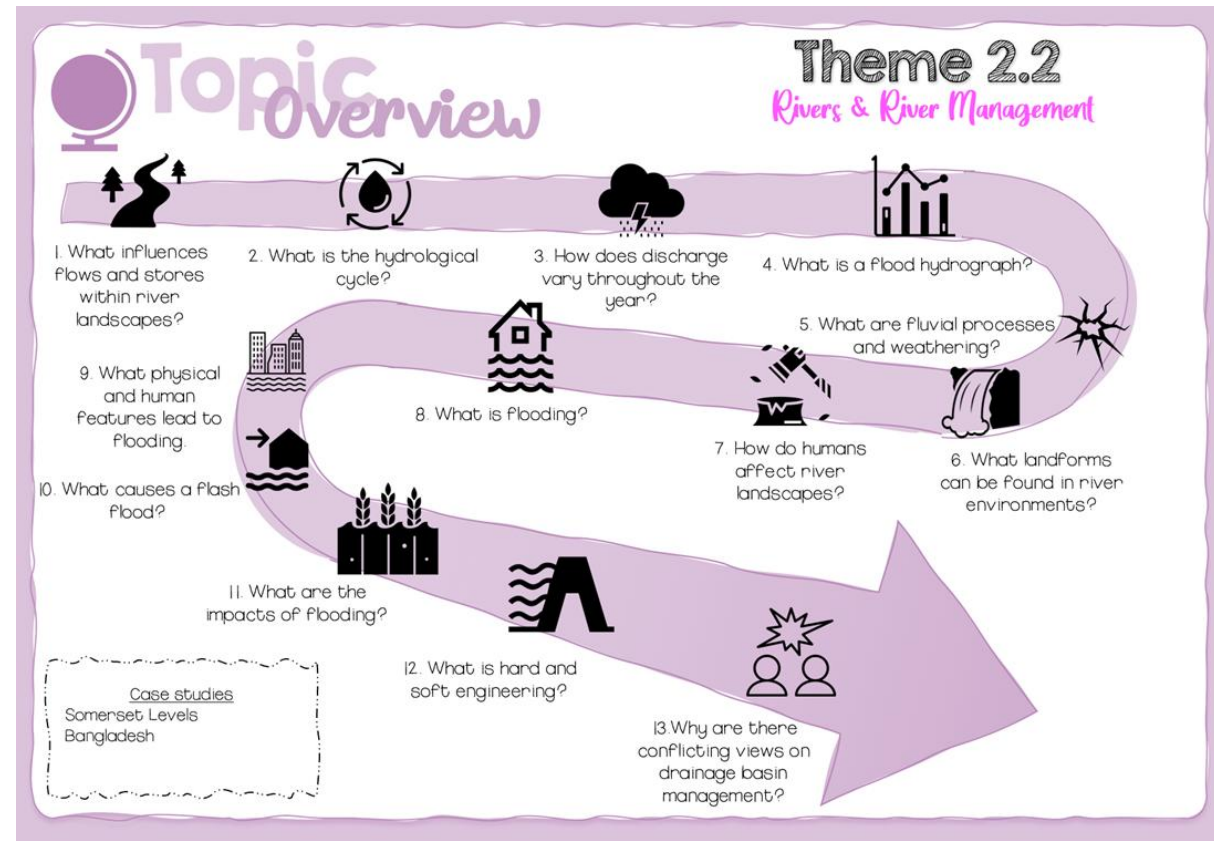 Topic
Overview
Theme 2.2
Rivers & River Management
1. What influences
flows and stores
within river
landscapes?
2. What is the hydrological
cycle?
3. How does discharge
vary throughout the
year?
4. What is a flood hydrograph?
5. What are fluvial processes
and weathering?
6. What landforms
can be found in river
environments?
7. How do humans
affect river
landscapes?
8. What is flooding?
9. What physical
and human
features lead to
flooding.
10. What causes a flash
flood?
11. What are the
impacts of flooding?
12. What is hard and
soft engineering?
13.Why are there
conflicting views on
drainage basin
management?
Case studies
Somerset Levels
Bangladesh